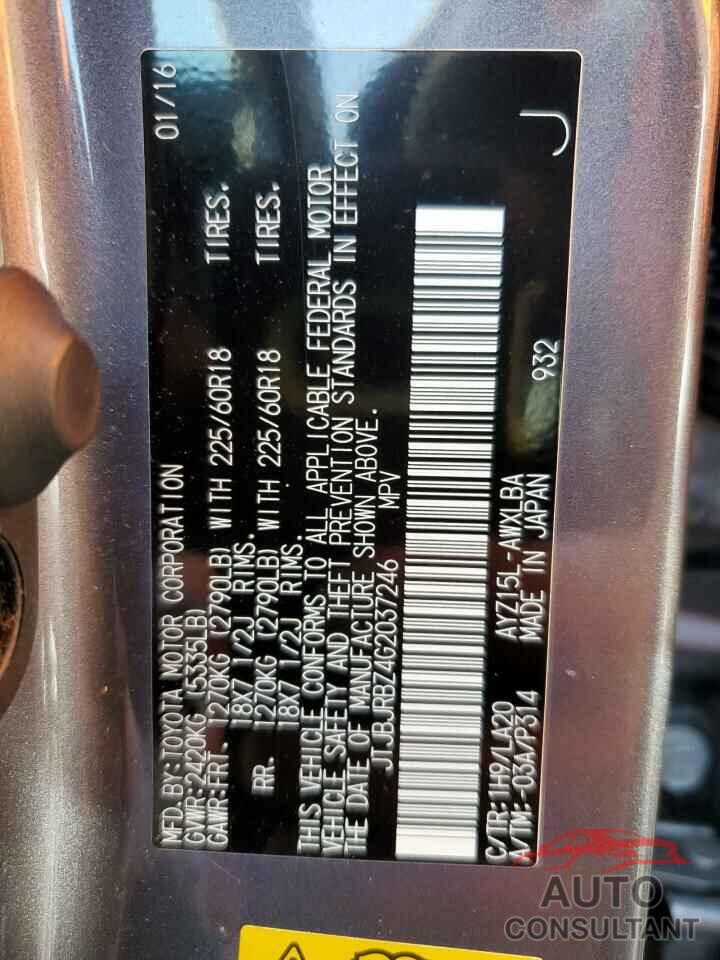 MFD. BY: TOYOTA MOTOR CORPORATION 01/16
GVWR: 2420KG (5335LB)
GAWR: FRT. 1270KG (2790LB) WITH 225/60R18 TIRES.
18X7 1/2J RIMS.
RR. 1270KG (2790LB) WITH 225/60R18 TIRES.
18X7 1/2J RIMS.
THIS VEHICLE CONFORMS TO ALL APPLICABLE FEDERAL MOTOR
VEHICLE SAFETY AND THEFT PREVENTION STANDARDS IN EFFECT ON
THE DATE OF MANUFACTURE SHOWN ABOVE.
JTJBJRBZ4G2037246 MPV
C/TR: 1H9/LA20 AYZ15L-AWXLBA
A/TM: -03A/P314 MADE IN JAPAN 932
J
AUTO
CONSULTANT